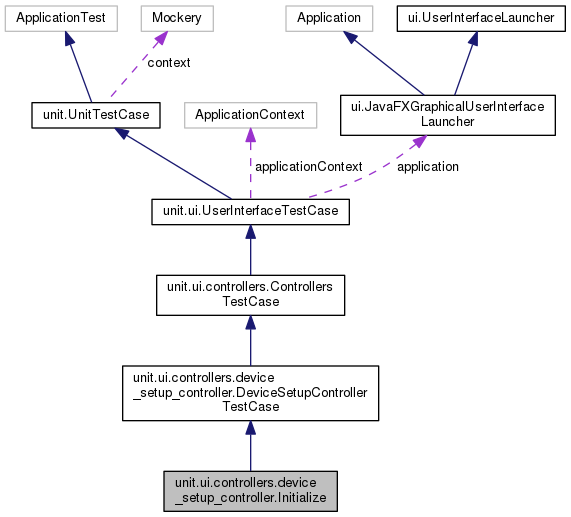 ApplicationTest
Mockery
Application
ui.UserInterfaceLauncher
context
unit.UnitTestCase
ApplicationContext
ui.JavaFXGraphicalUserInterface
Launcher
applicationContext
application
unit.ui.UserInterfaceTestCase
unit.ui.controllers.Controllers
TestCase
unit.ui.controllers.device
_setup_controller.DeviceSetupController
TestCase
unit.ui.controllers.device
_setup_controller.Initialize